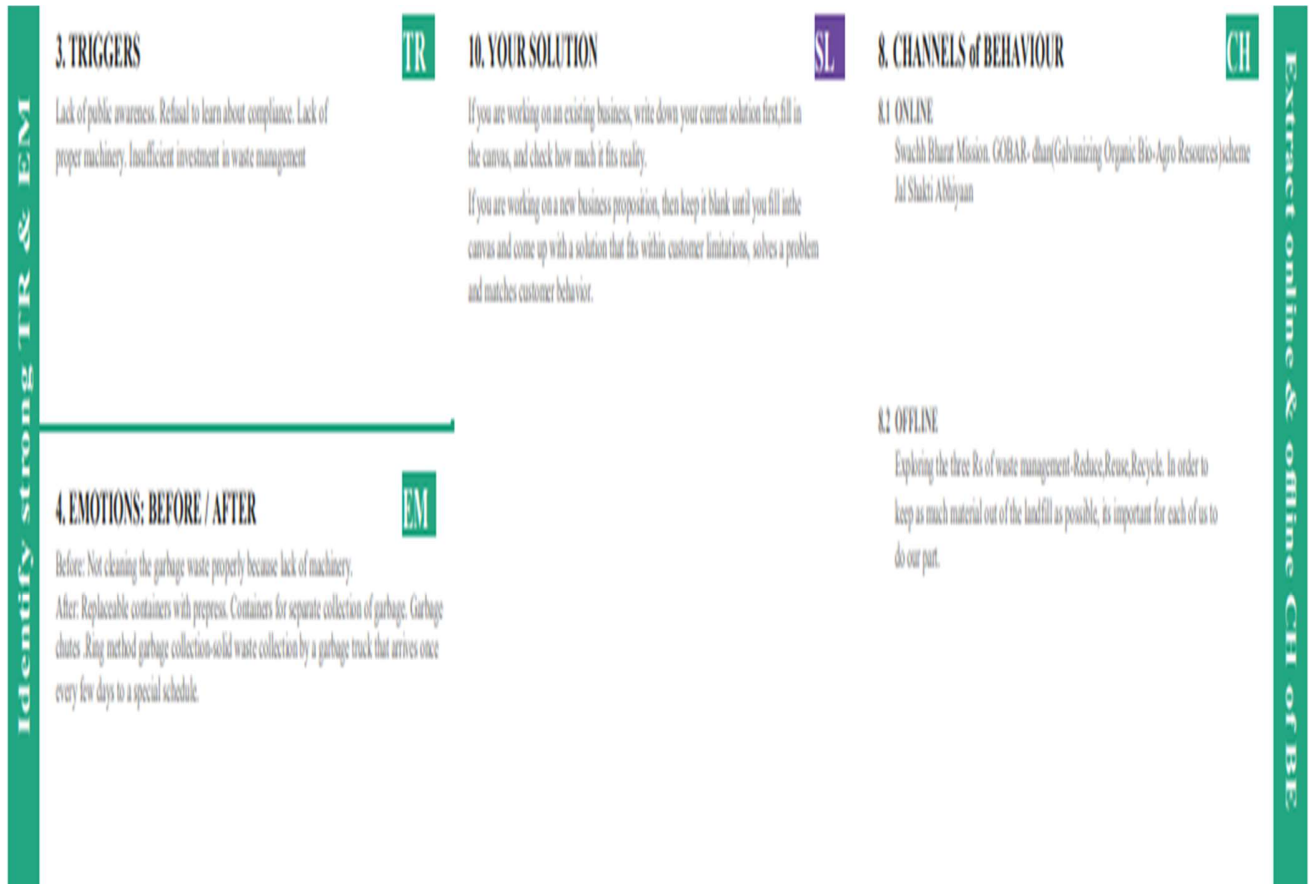 Identify strong TR & EM
3. TRIGGERS
TR
Lack of public awareness. Refusal to learn about compliance. Lack of
proper machinery. Insufficient investment in waste management
4. EMOTIONS: BEFORE / AFTER
EM
Before: Not cleaning the garbage waste properly because lack of machinery.
After: Replaceable containers with prepress. Containers for separate collection of garbage. Garbage
chutes .Ring method garbage collection-solid waste collection by a garbage truck that arrives once
every few days to a special schedule.
10. YOUR SOLUTION
SL
If you are working on an existing business, write down your current solution first, fill in
the canvas, and check how much it fits reality.
If you are working on a new business proposition, then keep it blank until you fill inthe
canvas and come up with a solution that fits within customer limitations, solves a problem
and matches customer behavior.
8. CHANNELS of BEHAVIOUR
CH
8.1 ONLINE
Swachh Bharat Mission. GOBAR- dhan(Galvanizing Organic Bio-Agro Resources)scheme
Jal Shakti Abhiyaan
8.2 OFFLINE
Exploring the three Rs of waste management-Reduce,Reuse,Recycle. In order to
keep as much material out of the landfill as possible, its important for each of us to
do our part.
Extract online & offline CH of BE